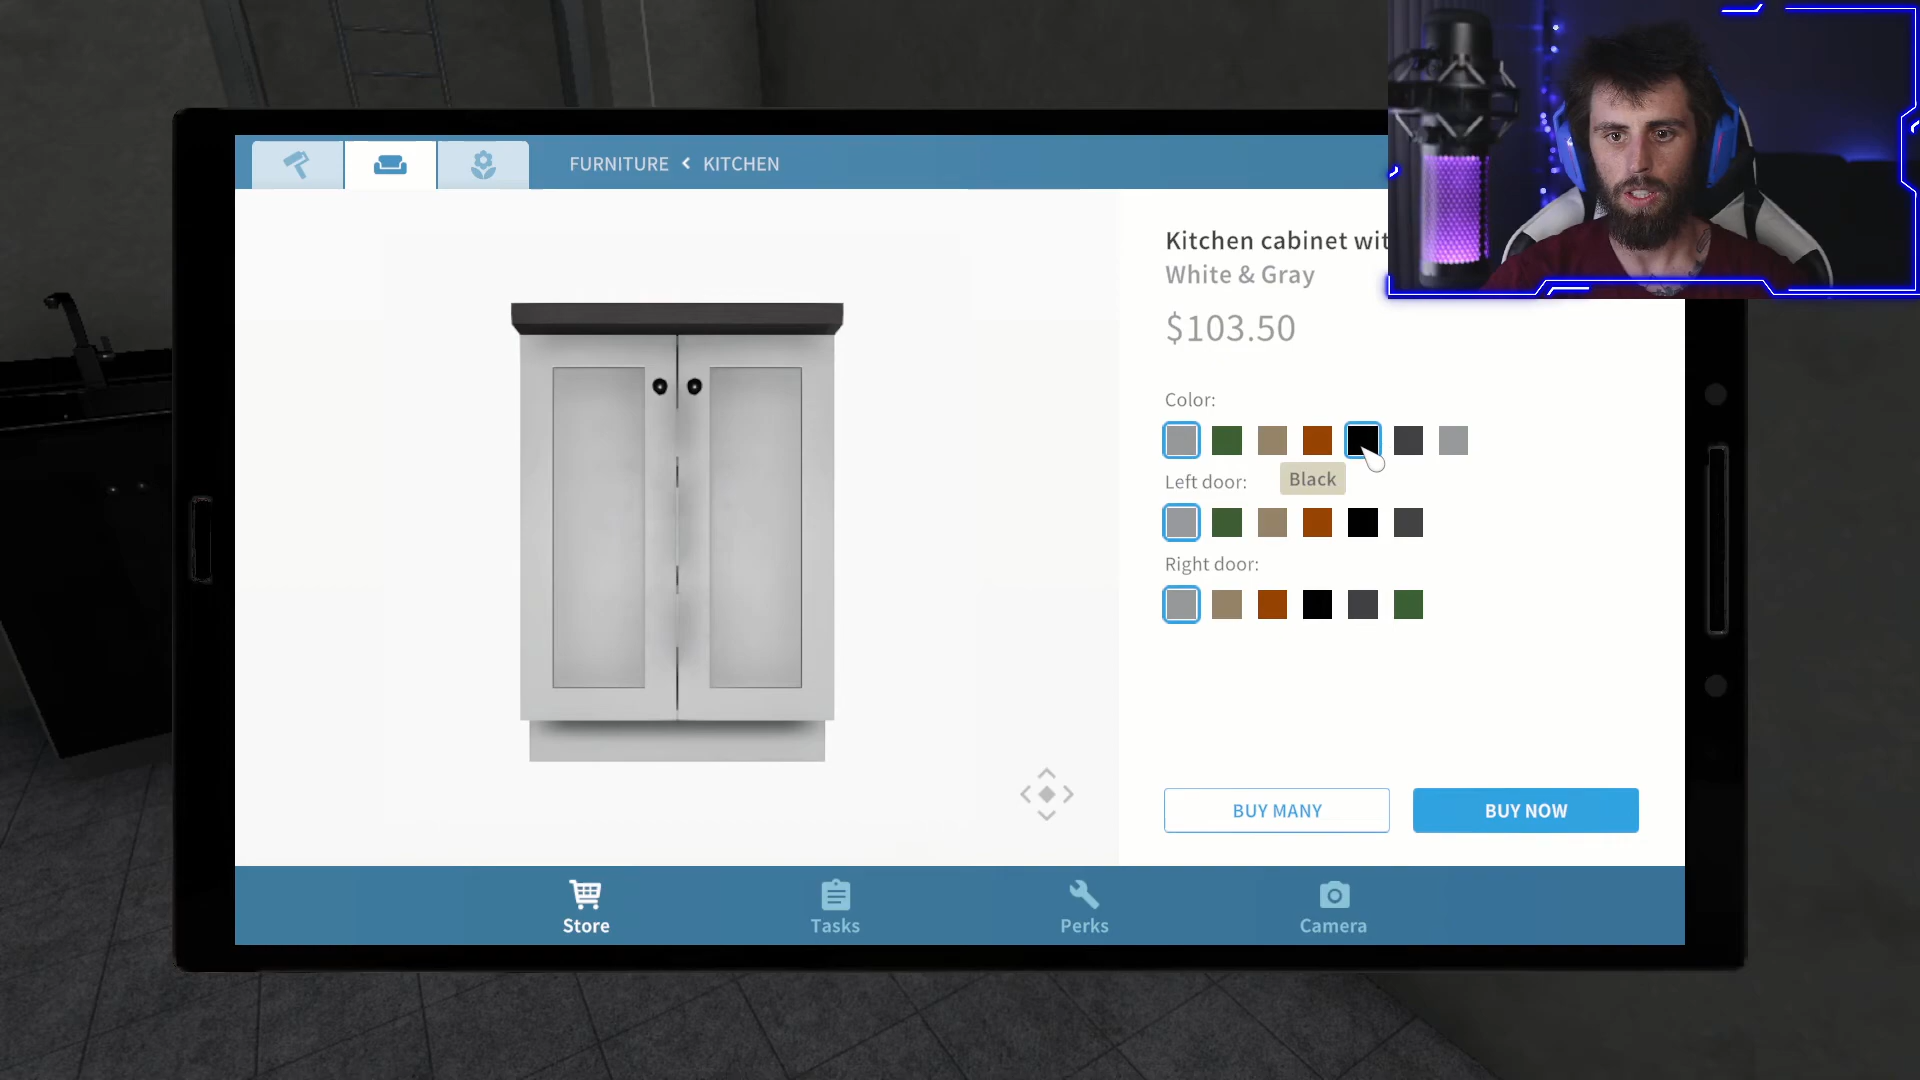 FURNITURE < KITCHEN
Kitchen cabinet wit
White & Gray
$103.50
Color:
Black
Left door:
Right door:
BUY MANY
BUY NOW
Store
Tasks
Perks
Camera